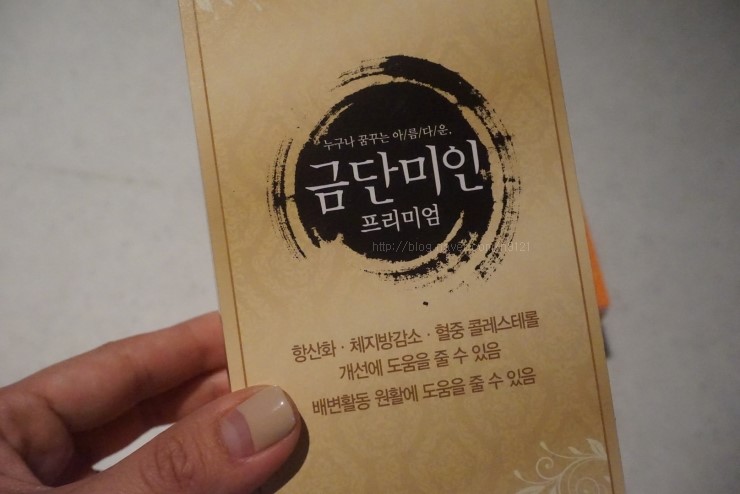 누구나 꿈꾸는 아/름/다/운,
금단미인
프리미엄
항산화 · 체지방감소 · 혈중 콜레스테롤
개선에 도움을 줄 수 있음
배변활동 원활에 도움을 줄 수 있음